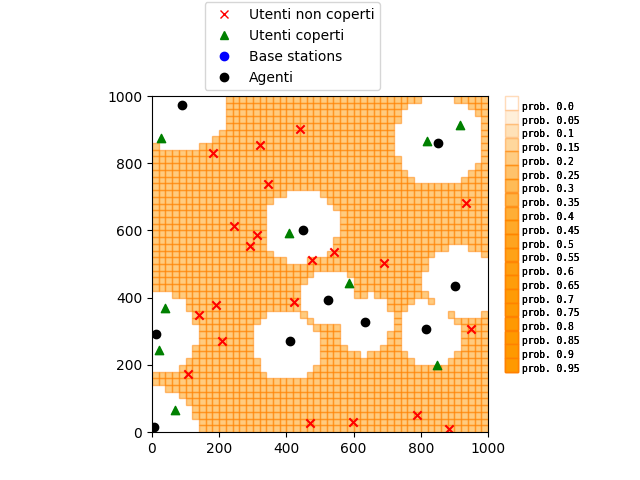 Utenti non coperti
Utenti coperti
Base stations
Agenti
1000
800
600
400
200
0
0 200 400 600 800 1000
prob. 0.0
prob. 0.05
prob. 0.1
prob. 0.15
prob. 0.2
prob. 0.25
prob. 0.3
prob. 0.35
prob. 0.4
prob. 0.45
prob. 0.5
prob. 0.55
prob. 0.6
prob. 0.65
prob. 0.7
prob. 0.75
prob. 0.8
prob. 0.85
prob. 0.9
prob. 0.95